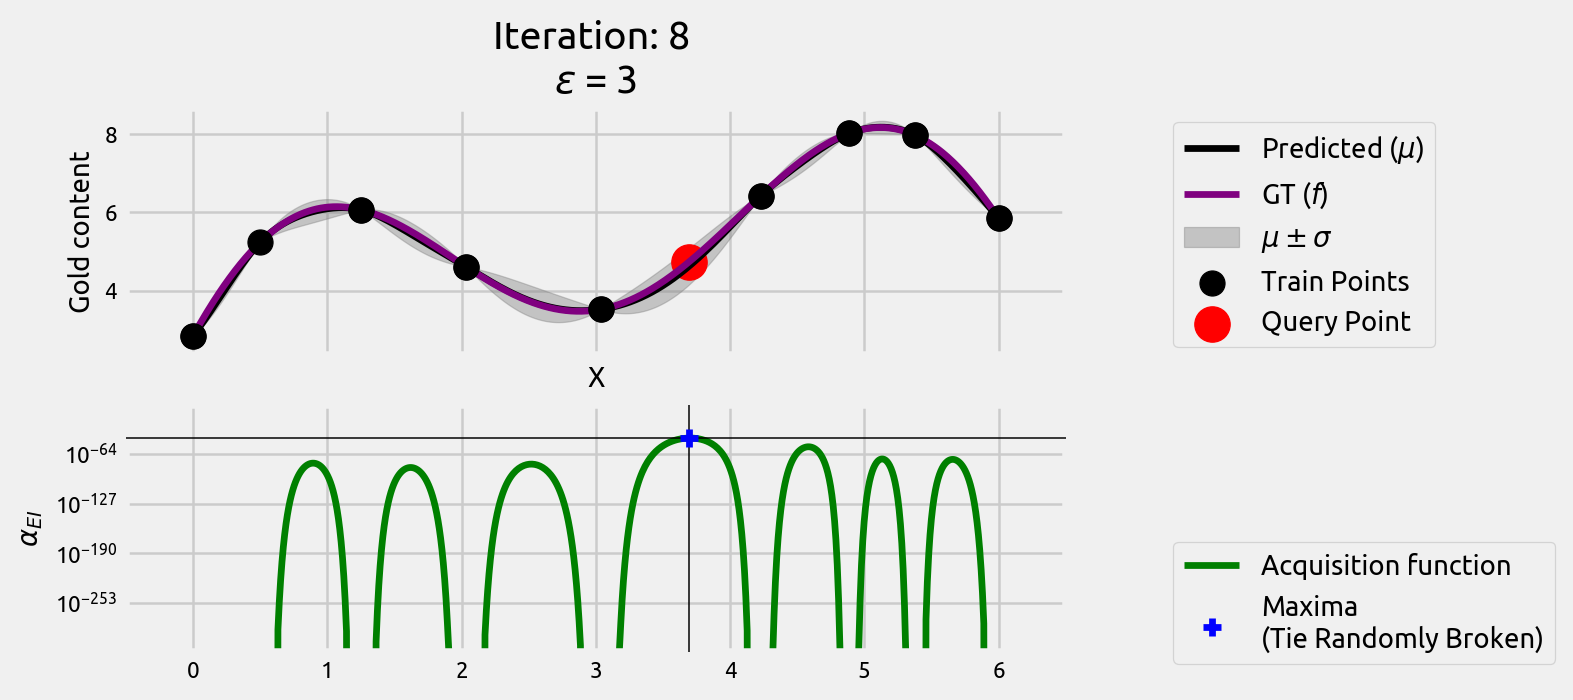 Iteration: 8
ε = 3
8
6
4
Gold content
X
Predicted (μ)
GT (f)
μ ± σ
Train Points
Query Point
10⁻⁶⁴
10⁻¹²⁷
10⁻¹⁹⁰
10⁻²⁵³
α_EI
0 1 2 3 4 5 6
Acquisition function
Maxima
(Tie Randomly Broken)